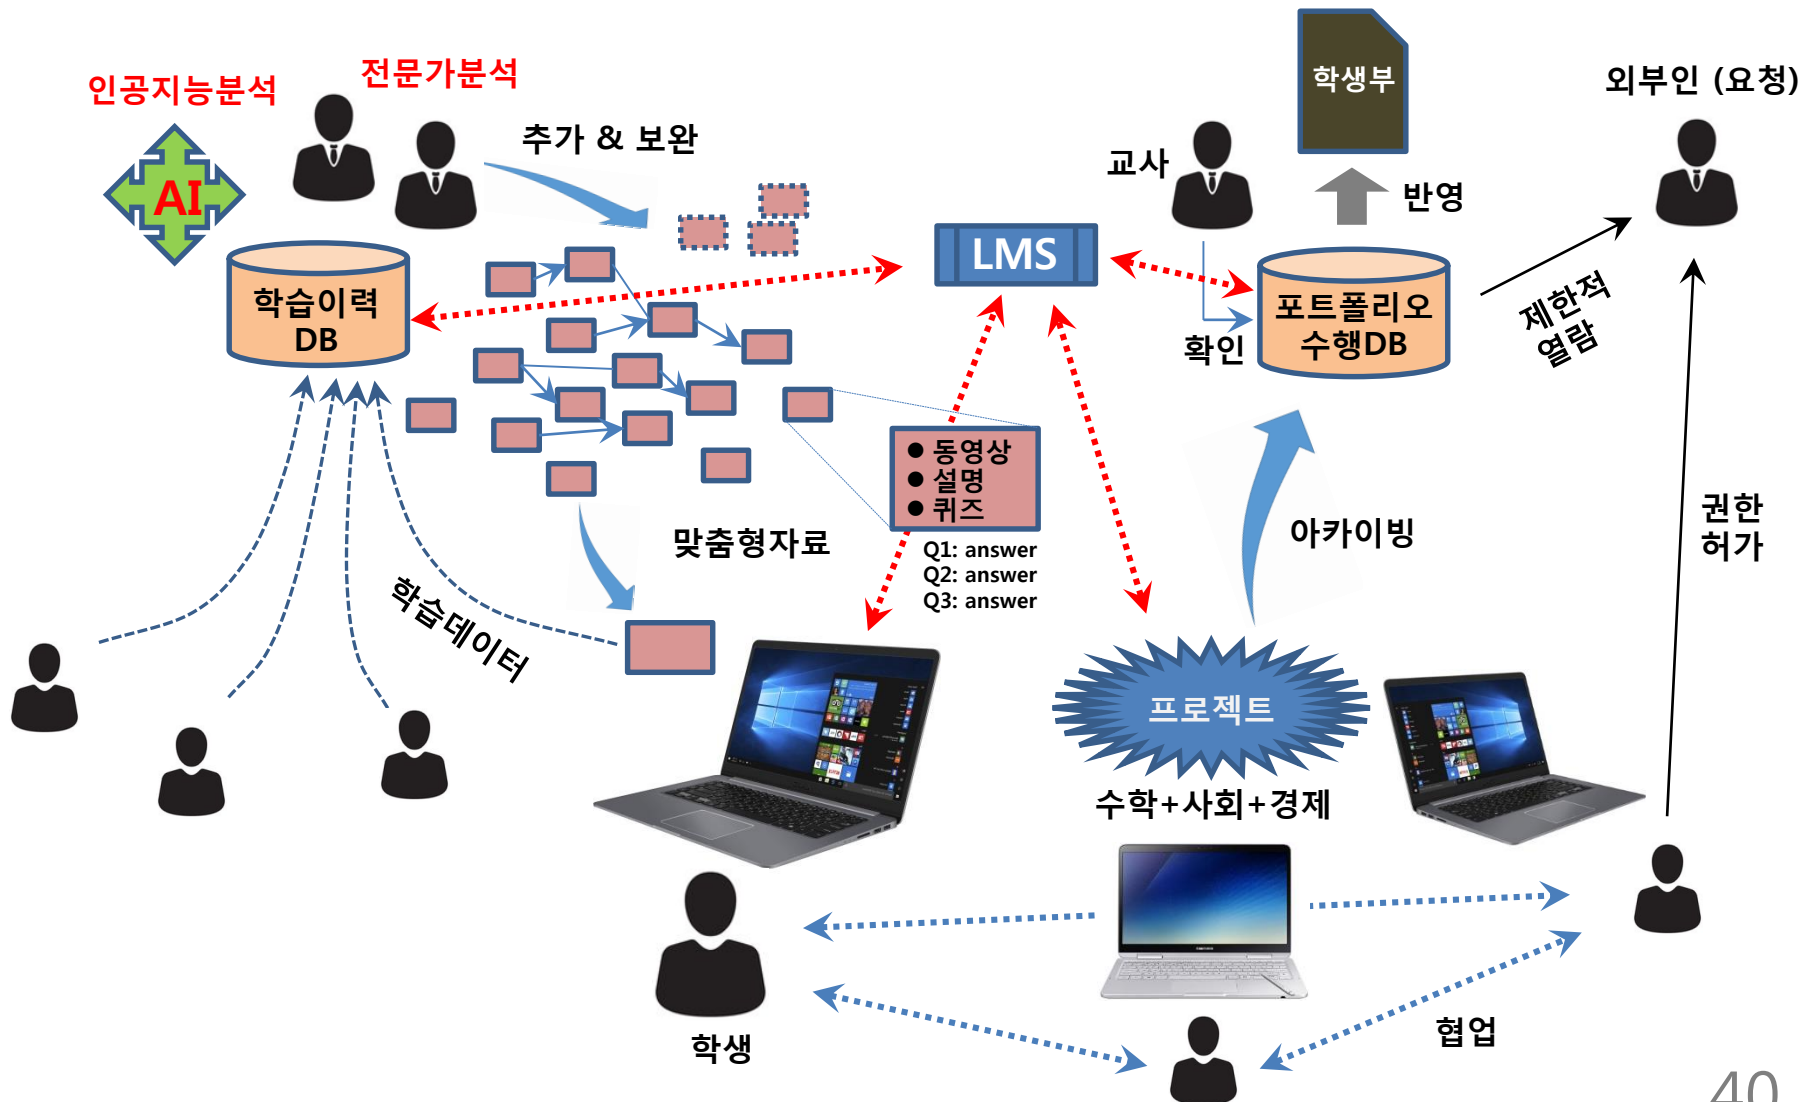 인공지능분석
전문가분석
AI
추가 & 보완
학습이력
DB
LMS
교사
학생부
반영
확인
포트폴리오
수행DB
외부인 (요청)
제한적
열람
권한
허가
● 동영상
● 설명
● 퀴즈
Q1: answer
Q2: answer
Q3: answer
맞춤형자료
학습데이터
아카이빙
프로젝트
수학+사회+경제
학생
협업
40